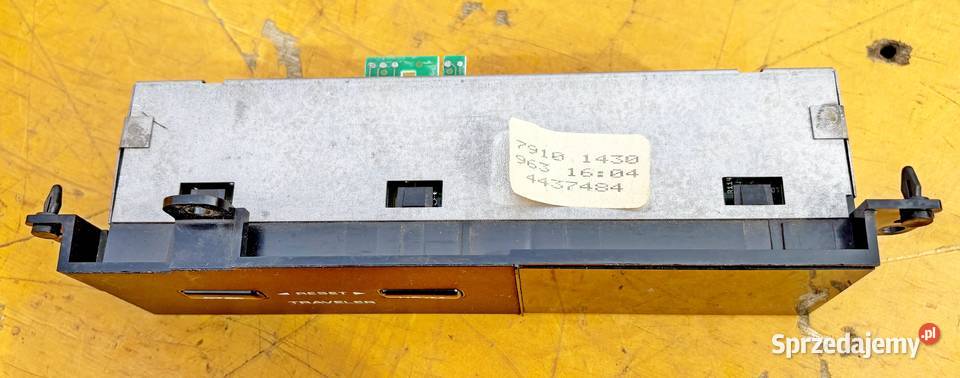 7910 1430
963 16:04
4437484
◄ RESET ►
TRAVELER
Sprzedajemy.pl